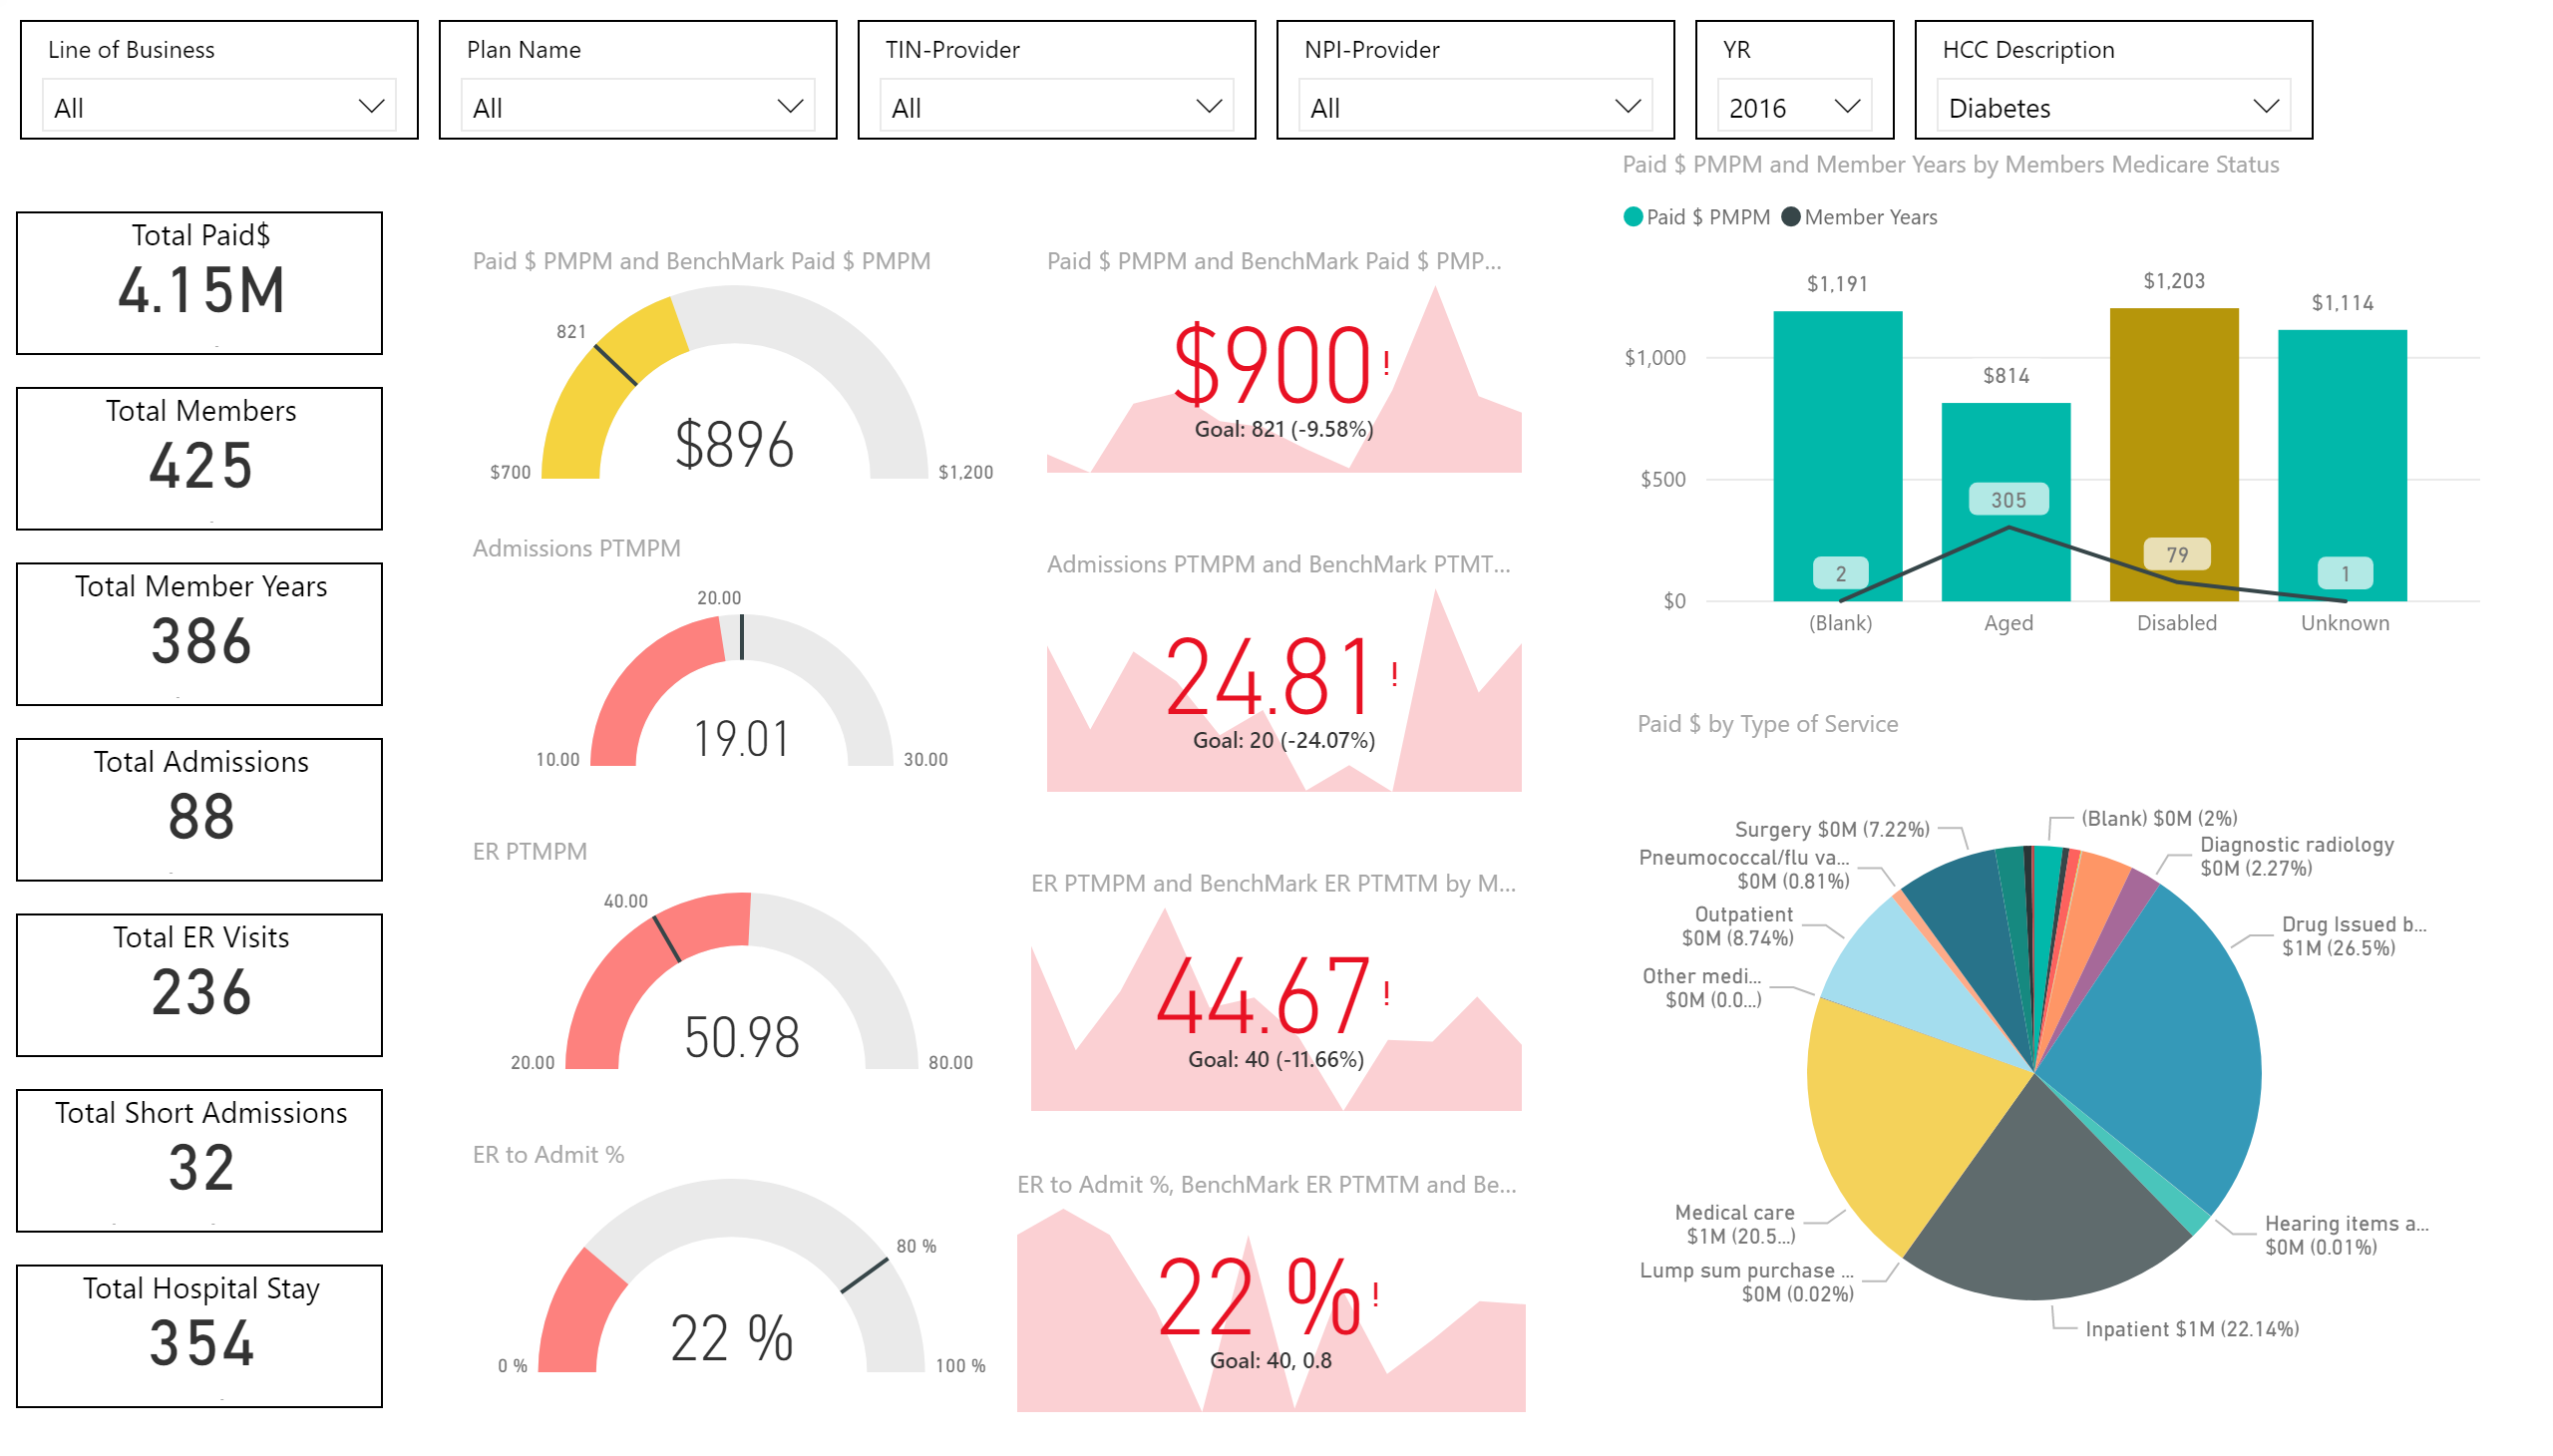 Line of Business
All
Plan Name
All
TIN-Provider
All
NPI-Provider
All
YR
2016
HCC Description
Diabetes
Total Paid$
4.15M
Total Members
425
Total Member Years
386
Total Admissions
88
Total ER Visits
236
Total Short Admissions
32
Total Hospital Stay
354
Paid $ PMPM and BenchMark Paid $ PMPM
821
$896
$700
$1,200
Admissions PTMPM
20.00
19.01
10.00
30.00
ER PTMPM
40.00
50.98
20.00
80.00
ER to Admit %
80 %
22 %
0 %
100 %
Paid $ PMPM and BenchMark Paid $ PMP...
$900!
Goal: 821 (-9.58%)
Admissions PTMPM and BenchMark PTMT...
24.81!
Goal: 20 (-24.07%)
ER PTMPM and BenchMark ER PTMTM by M...
44.67!
Goal: 40 (-11.66%)
ER to Admit %, BenchMark ER PTMTM and Be...
22 %!
Goal: 40, 0.8
Paid $ PMPM and Member Years by Members Medicare Status
Paid $ PMPM Member Years
$1,191
$814
$1,203
$1,114
$1,000
$500
$0
2
305
79
1
(Blank)
Aged
Disabled
Unknown
Paid $ by Type of Service
(Blank) $0M (2%)
Diagnostic radiology
$0M (2.27%)
Drug Issued b...
$1M (26.5%)
Hearing items a...
$0M (0.01%)
Inpatient $1M (22.14%)
Lump sum purchase ...
$0M (0.02%)
Medical care
$1M (20.5...)
Other medi...
$0M (0.0...)
Outpatient
$0M (8.74%)
Pneumococcal/flu va...
$0M (0.81%)
Surgery $0M (7.22%)